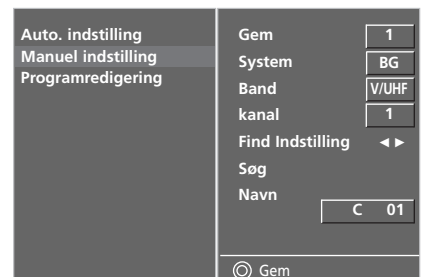 Auto. indstilling
Manuel indstilling
Programredigering
Gem 1
System BG
Band V/UHF
kanal 1
Find Indstilling ◄ ►
Søg
Navn
C 01
Gem